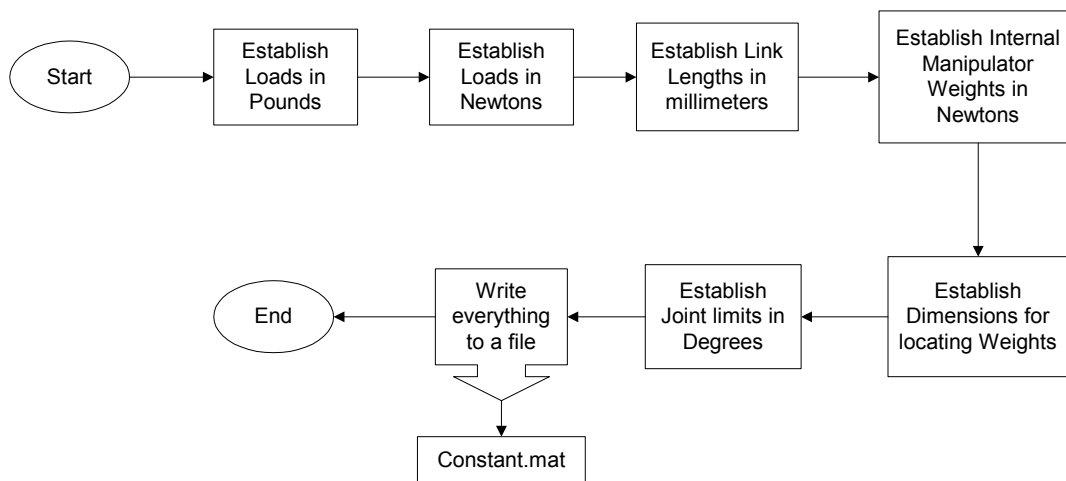 Start
Establish
Loads in
Pounds
Establish
Loads in
Newtons
Establish Link
Lengths in
millimeters
Establish Internal
Manipulator
Weights in
Newtons
Establish
Dimensions for
locating Weights
Establish
Joint limits in
Degrees
Write
everything
to a file
End
Constant.mat